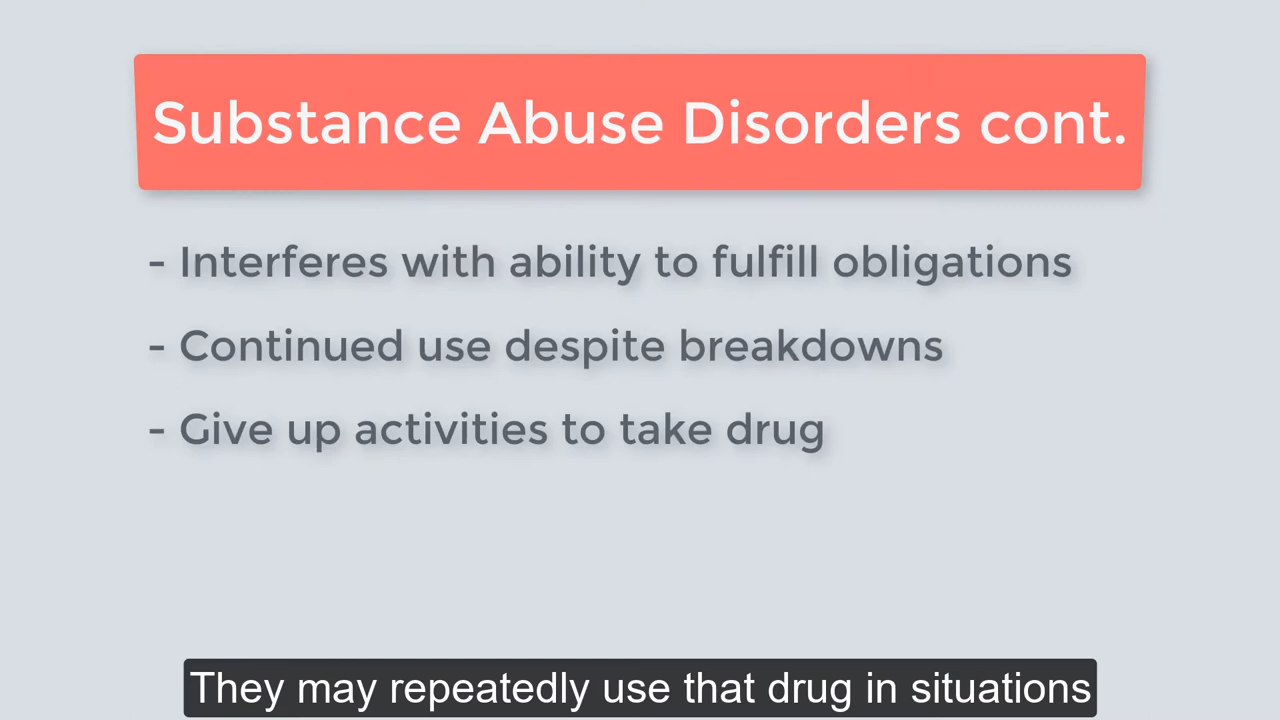 Substance Abuse Disorders cont.
- Interferes with ability to fulfill obligations
- Continued use despite breakdowns
- Give up activities to take drug
They may repeatedly use that drug in situations